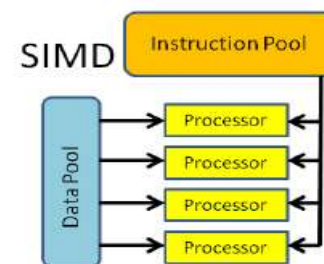 SIMD
Instruction Pool
Data Pool
Processor
Processor
Processor
Processor